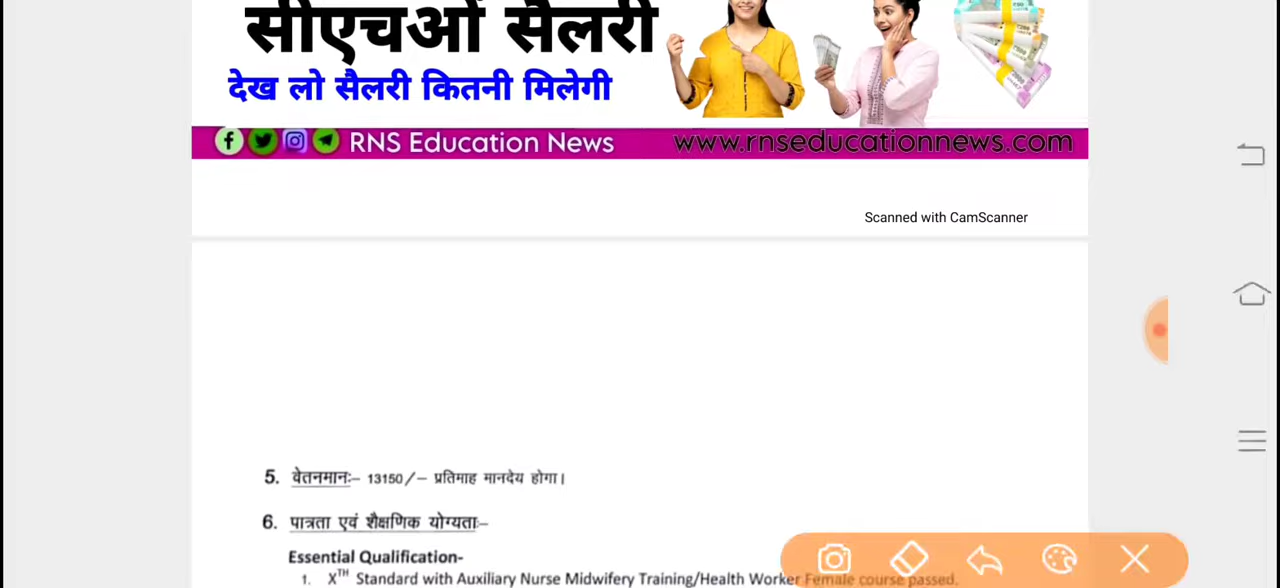 सीएचओ सैलरी
देख लो सैलरी कितनी मिलेगी
RNS Education News www.rnseducationnews.com
Scanned with CamScanner
5. वेतनमानः– 13150/– प्रतिमाह मानदेय होगा।
6. पात्रता एवं शैक्षणिक योग्यताः–
Essential Qualification-
1. XTH Standard with Auxiliary Nurse Midwifery Training/Health Worker Female course passed.